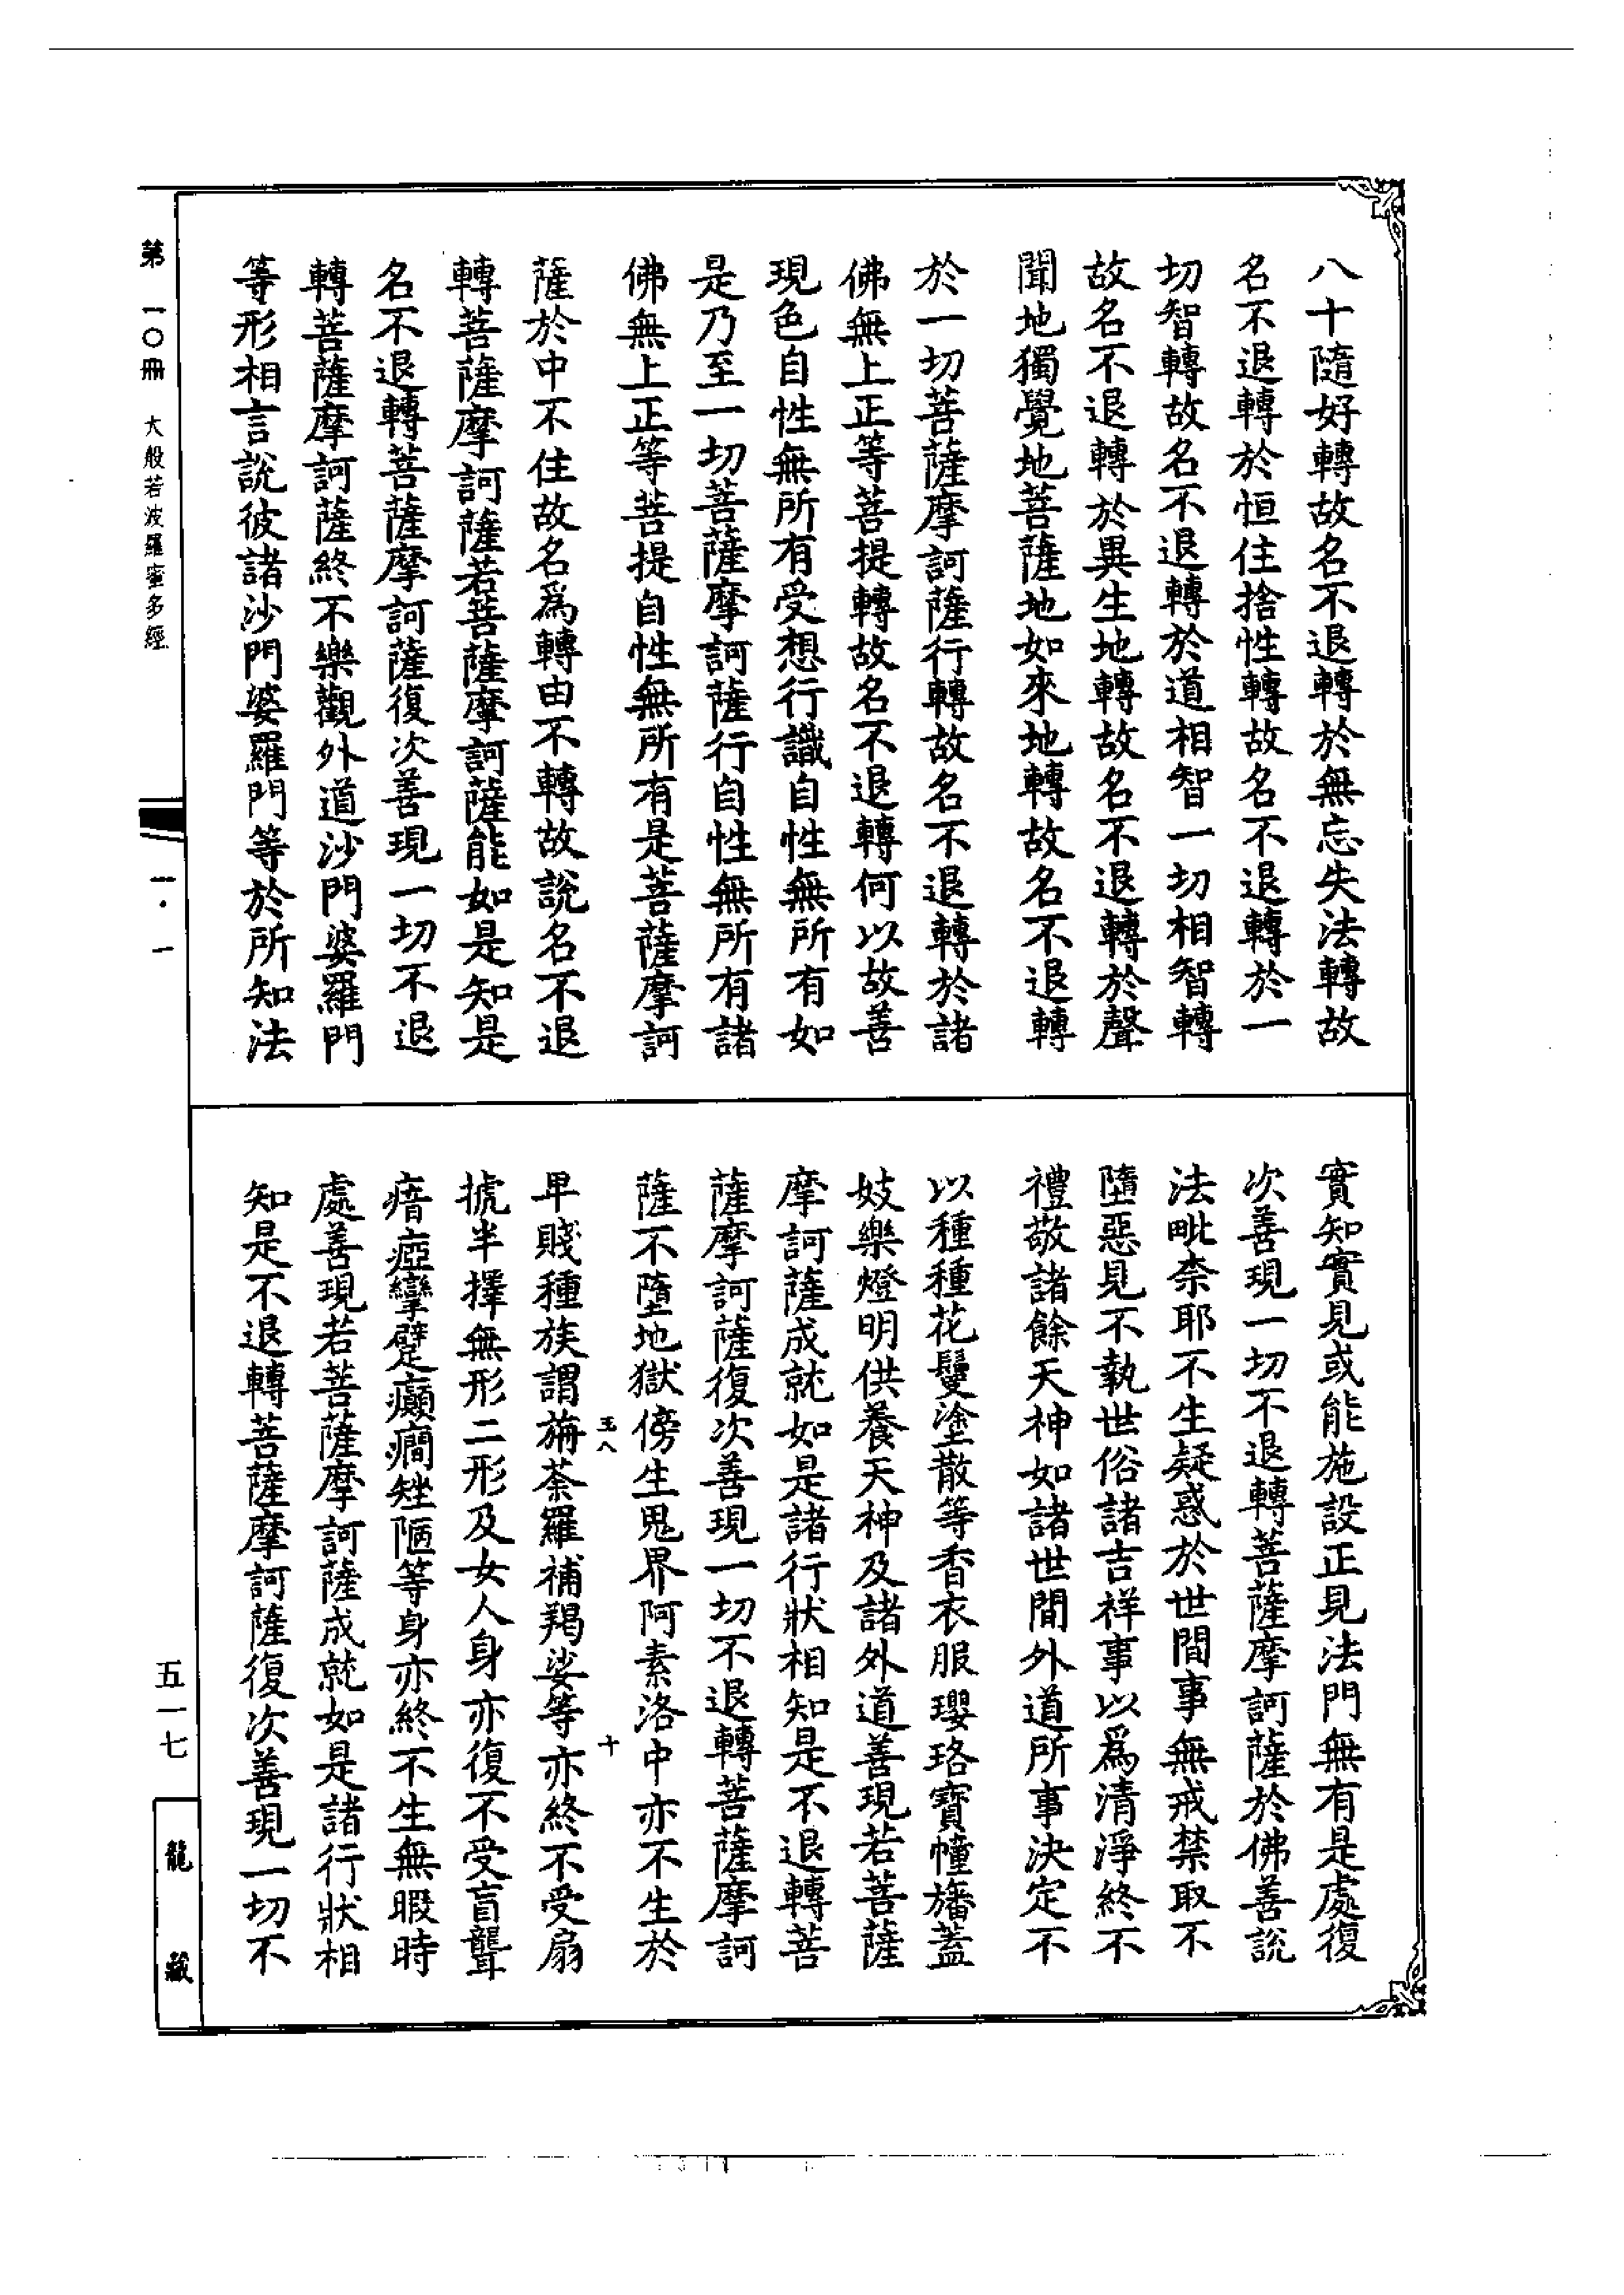 八十隨好轉故名不退轉於無忘失法轉故
名不退轉於恒住捨性轉故名不退轉於一
切智轉故名不退轉於道相智一切相智轉
故名不退轉於異生地轉故名不退轉於聲
聞地獨覺地菩薩地如來地轉故名不退轉
於一切菩薩摩訶薩行轉故名不退轉於諸
佛無上正等菩提轉故名不退轉何以故善
現色自性無所有受想行識自性無所有如
是乃至一切菩薩摩訶薩行自性無所有諸
佛無上正等菩提自性無所有是菩薩摩訶
薩於中不住故名為轉由不轉故說名不退
轉菩薩摩訶薩若菩薩摩訶薩能如是知是
名不退轉菩薩摩訶薩復次善現一切不退
轉菩薩摩訶薩終不樂觀外道沙門婆羅門
等形相言說彼諸沙門婆羅門等於所知法
實知實見或能施設正見法門無有是處復
次善現一切不退轉菩薩摩訶薩於佛善說
法毗柰耶不生疑惑於世間事無戒禁取不
墮惡見不執世俗諸吉祥事以為清淨終不
禮敬諸餘天神如諸世間外道所事決定不
以種種花鬘塗散等香衣服瓔珞寶幢旛蓋
妓樂燈明供養天神及諸外道善現若菩薩
摩訶薩成就如是諸行狀相知是不退轉菩
薩摩訶薩復次善現一切不退轉菩薩摩訶
薩不墮地獄傍生鬼界阿素洛中亦不生於
玉八 十
卑賤種族謂旃荼羅補羯娑等亦終不受扇
搋半擇無形二形及女人身亦復不受盲聾
瘖瘂攣躄癲癇矬陋等身亦終不生無暇時
處善現若菩薩摩訶薩成就如是諸行狀相
知是不退轉菩薩摩訶薩復次善現一切不
第一〇冊 大般若波羅蜜多經
一·一
五一七
龍藏